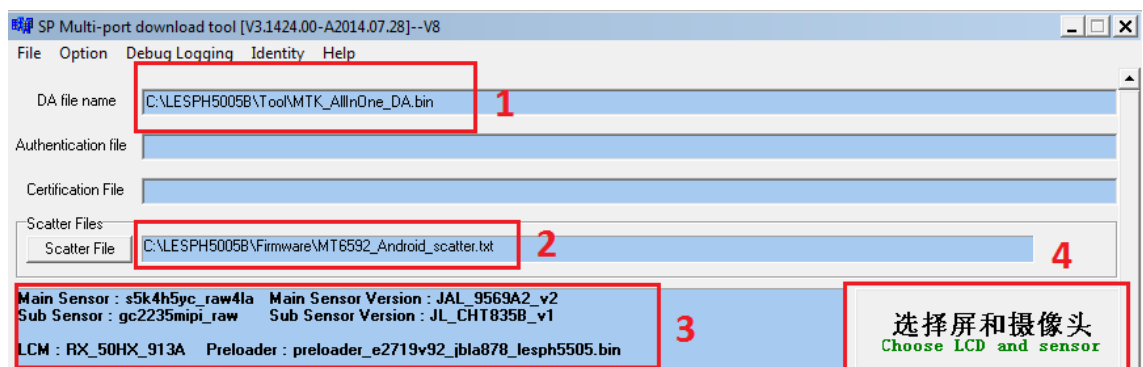 SP Multi-port download tool [V3.1424.00-A2014.07.28]--V8
File Option Debug Logging Identity Help
DA file name C:\LESPH5005B\Tool\MTK_AllInOne_DA.bin 1
Authentication file
Certification File
Scatter Files
Scatter File C:\LESPH5005B\Firmware\MT6592_Android_scatter.txt 2
4
Main Sensor : s5k4h5yc_raw4la Main Sensor Version : JAL_9569A2_v2
Sub Sensor : gc2235mipi_raw Sub Sensor Version : JL_CHT835B_v1
3
选择屏和摄像头
Choose LCD and sensor
LCM : RX_50HX_913A Preloader : preloader_e2719v92_jbla878_lesph5505.bin